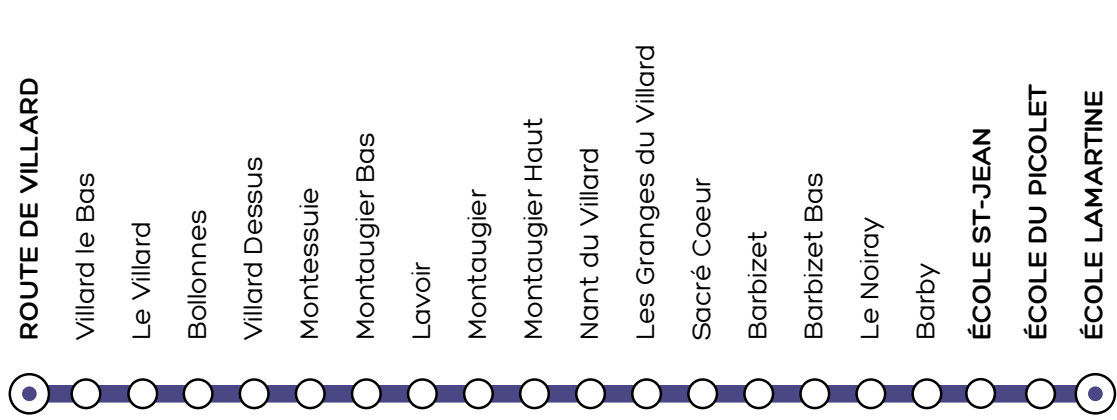 ROUTE DE VILLARD
Villard le Bas
Le Villard
Bollonnes
Villard Dessus
Montessuie
Montaugier Bas
Lavoir
Montaugier
Montaugier Haut
Nant du Villard
Les Granges du Villard
Sacré Coeur
Barbizet
Barbizet Bas
Le Noiray
Barby
ÉCOLE ST-JEAN
ÉCOLE DU PICOLET
ÉCOLE LAMARTINE